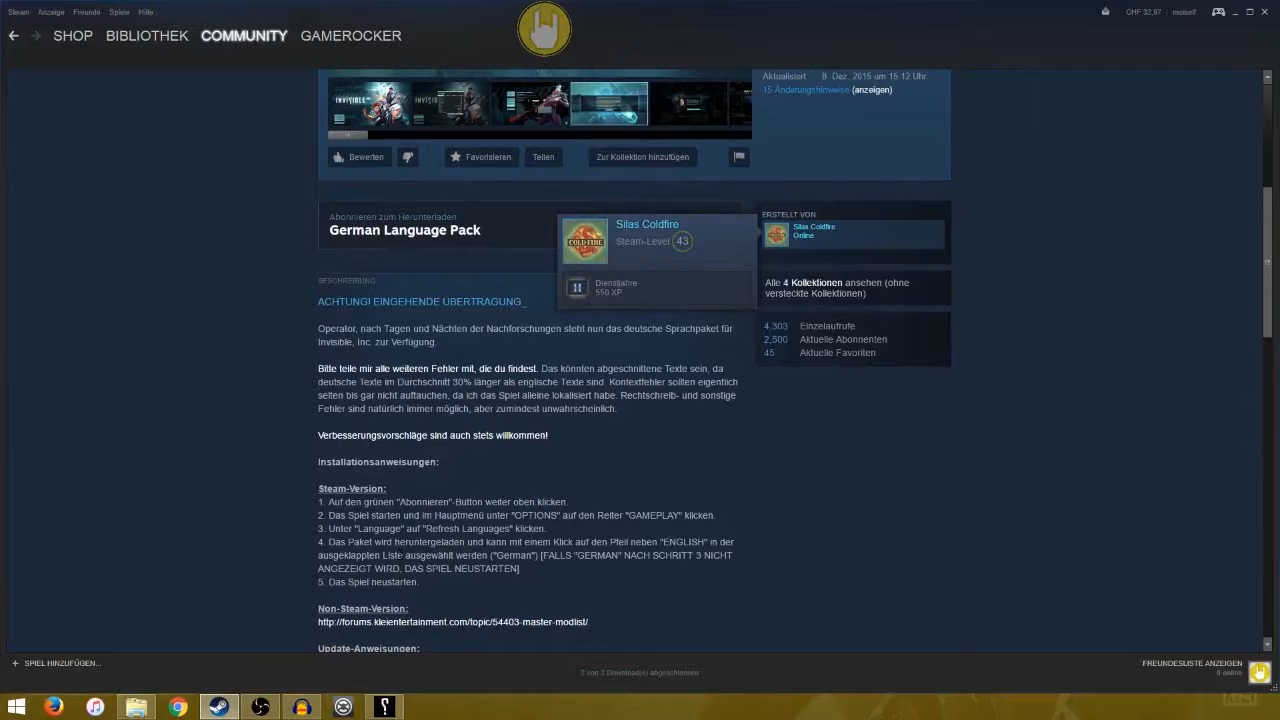 Steam Anzeige Freunde Spiele Hilfe
CHF 32,97 moiself
SHOP BIBLIOTHEK COMMUNITY GAMEROCKER
Aktualisiert 8. Dez. 2015 um 15:12 Uhr
15 Änderungshinweise (anzeigen)
Bewerten Favorisieren Teilen Zur Kollektion hinzufügen
Abonnieren zum Herunterladen
German Language Pack
Silas Coldfire
Steam-Level 43
Dienstjahre
550 XP
COLD FIRE
ERSTELLT VON
Silas Coldfire
Online
Alle 4 Kollektionen ansehen (ohne
versteckte Kollektionen)
4,303 Einzelaufrufe
2,500 Aktuelle Abonnenten
45 Aktuelle Favoriten
BESCHREIBUNG
ACHTUNG! EINGEHENDE ÜBERTRAGUNG_
Operator, nach Tagen und Nächten der Nachforschungen steht nun das deutsche Sprachpaket für
Invisible, Inc. zur Verfügung.
Bitte teile mir alle weiteren Fehler mit, die du findest. Das könnten abgeschnittene Texte sein, da
deutsche Texte im Durchschnitt 30% länger als englische Texte sind. Kontextfehler sollten eigentlich
selten bis gar nicht auftauchen, da ich das Spiel alleine lokalisiert habe. Rechtschreib- und sonstige
Fehler sind natürlich immer möglich, aber zumindest unwahrscheinlich.
Verbesserungsvorschläge sind auch stets willkommen!
Installationsanweisungen:
Steam-Version:
1. Auf den grünen "Abonnieren"-Button weiter oben klicken.
2. Das Spiel starten und im Hauptmenü unter "OPTIONS" auf den Reiter "GAMEPLAY" klicken.
3. Unter "Language" auf "Refresh Languages" klicken.
4. Das Paket wird heruntergeladen und kann mit einem Klick auf den Pfeil neben "ENGLISH" in der
ausgeklappten Liste ausgewählt werden ("German") [FALLS "GERMAN" NACH SCHRITT 3 NICHT
ANGEZEIGT WIRD, DAS SPIEL NEUSTARTEN]
5. Das Spiel neustarten.
Non-Steam-Version:
http://forums.kleientertainment.com/topic/54403-master-modlist/
Update-Anweisungen:
+ SPIEL HINZUFÜGEN...
2 von 2 Download(s) abgeschlossen
FREUNDESLISTE ANZEIGEN
0 online